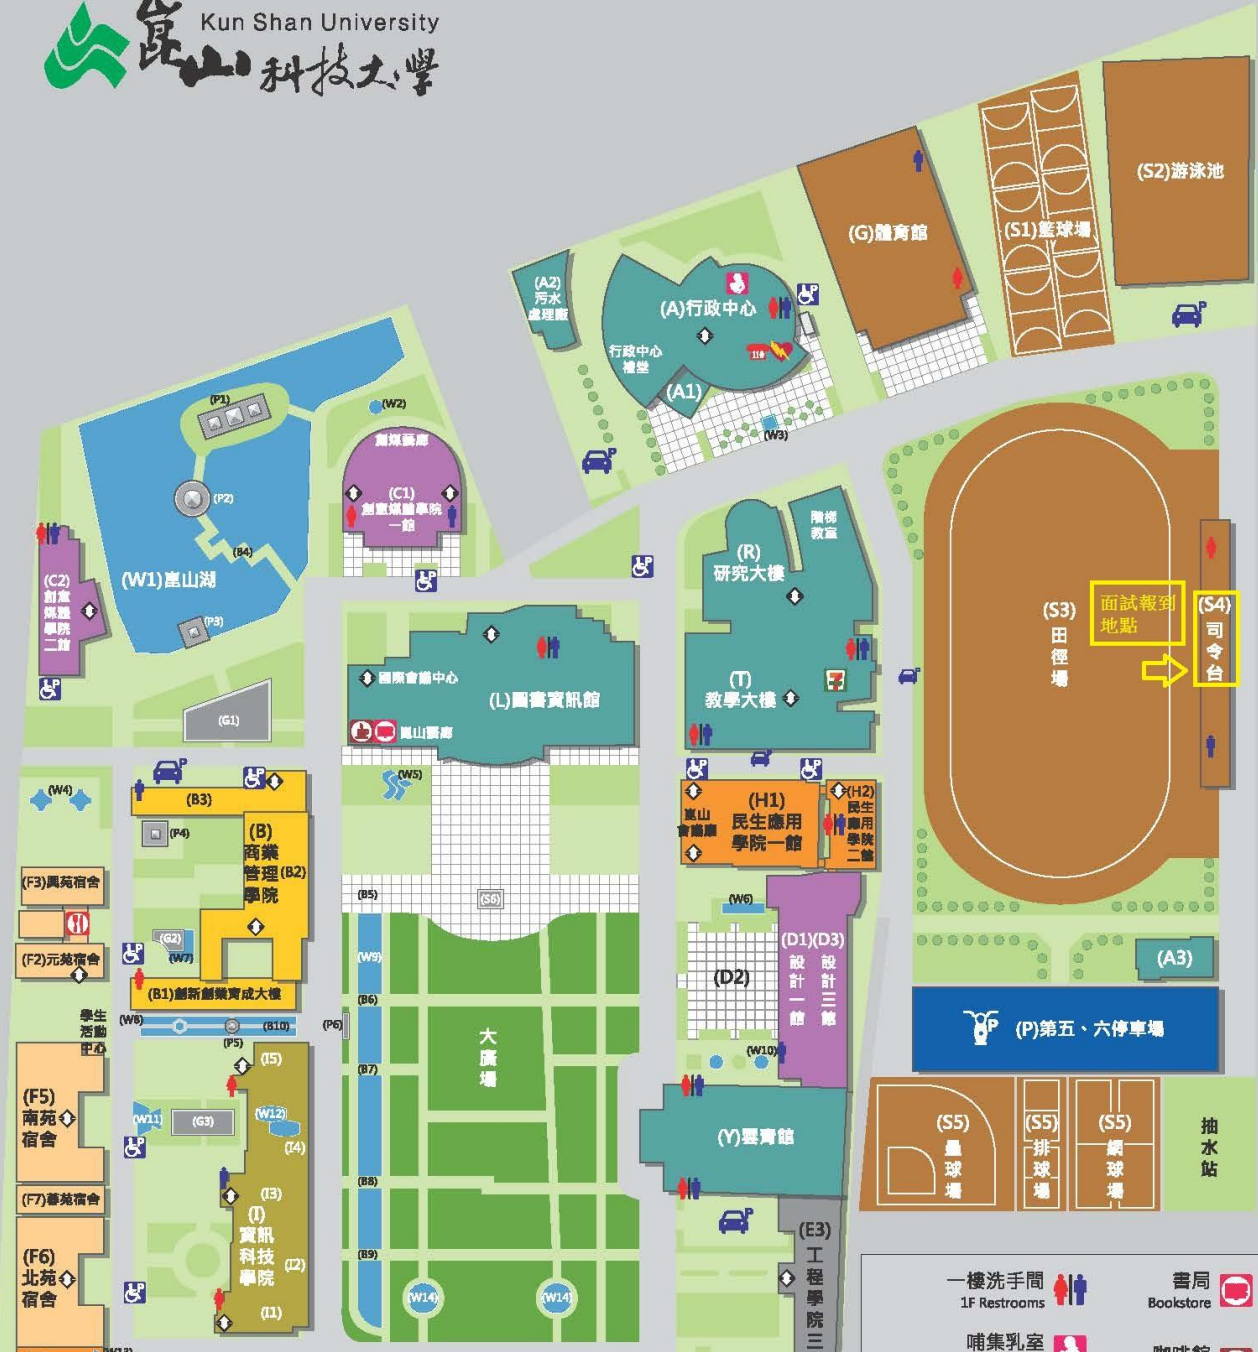 Kun Shan University
崑山科技大學
(S2)游泳池
(S1)籃球場
(G)體育館
(A2)
污水
處理廠
(A)行政中心
行政中心
禮堂
(A1)
119
(W3)
(P1)
(W2)
創媒藝廊
(C1)
創意媒體學院
一館
(P2)
(B4)
(W1)崑山湖
(P3)
(C2)
創意
媒體
學院
二館
(G1)
階梯
教室
(R)
研究大樓
(T)
教學大樓
7
國際會議中心
(L)圖書資訊館
崑山藝廊
(W5)
(S3)
田
徑
場
面試報到
地點
(S4)
司
令
台
(W4)
(B3)
(P4)
(B)
商業
管理
學院
(B2)
(G2)
(W7)
(B1)創新創業育成大樓
(F3)興苑宿舍
(F2)元苑宿舍
學生
活動
中心
(W8)
(B10)
(P5)
(P6)
(B5)
(S6)
(W9)
(B6)
(B7)
(B8)
(B9)
大
廣
場
(W14)
(W14)
崑山
會議廳
(H1)
民生應用
學院一館
(H2)
民生
應用
學院
二館
(W6)
(D2)
(D1)
設
計
一
館
(D3)
設
計
三
館
(W10)
(A3)
(P)第五、六停車場
(Y)雲青館
(S5)
壘
球
場
(S5)
排
球
場
(S5)
網
球
場
抽
水
站
(F5)
南苑
宿舍
(F7)蓉苑宿舍
(F6)
北苑
宿舍
(W11)
(G3)
(W12)
(I5)
(I4)
(I3)
(I)
資訊
科技
學院
(I2)
(I1)
(E3)
工
程
學
院
三
一樓洗手間
1F Restrooms
書局
Bookstore
哺集乳室
咖啡館
(W13)